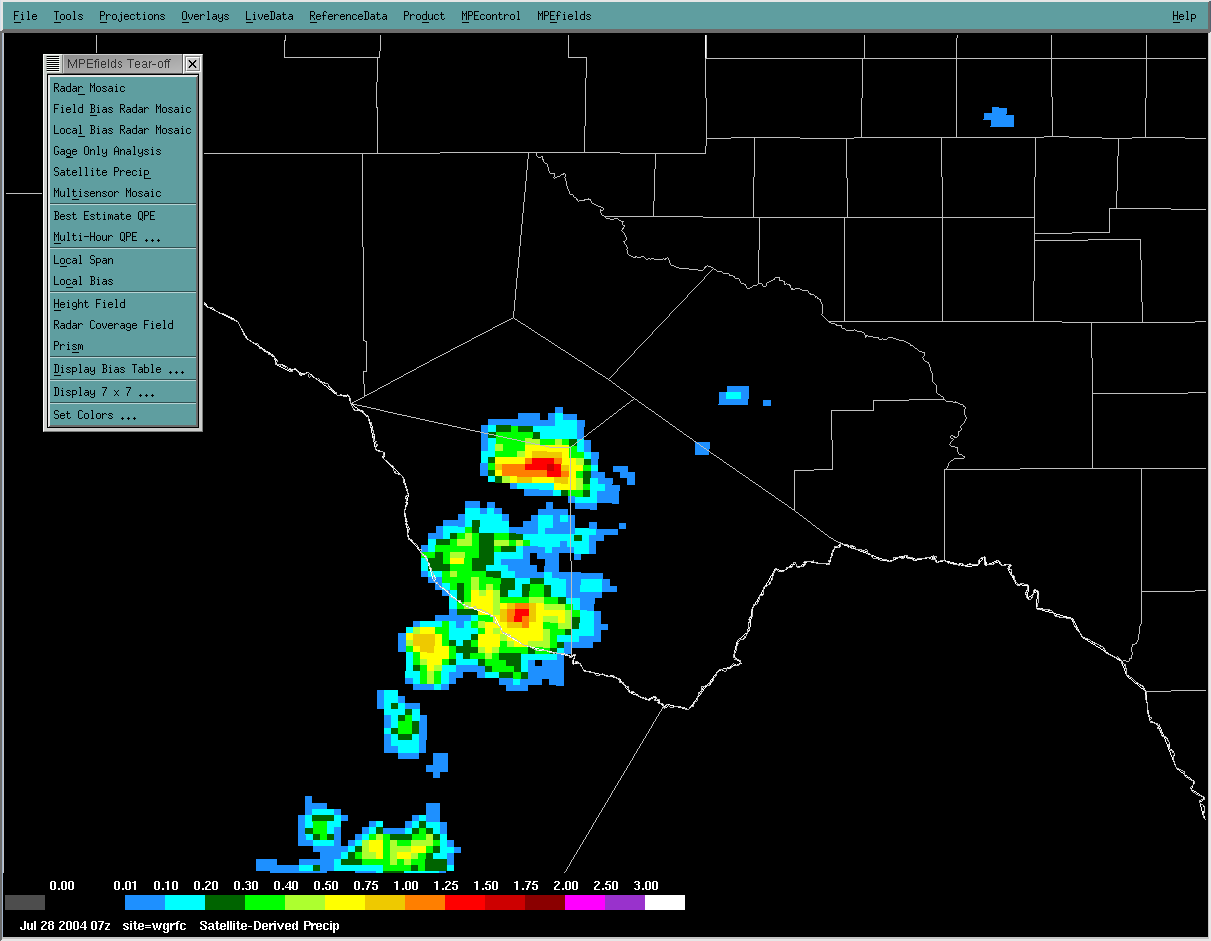 File Tools Projections Overlays LiveData ReferenceData Product MPEcontrol MPEfields Help
MPEfields Tear-off
Radar Mosaic
Field Bias Radar Mosaic
Local Bias Radar Mosaic
Gage Only Analysis
Satellite Precip
Multisensor Mosaic
Best Estimate QPE
Multi-Hour QPE ...
Local Span
Local Bias
Height Field
Radar Coverage Field
Prism
Display Bias Table ...
Display 7 x 7 ...
Set Colors ...
0.00 0.01 0.10 0.20 0.30 0.40 0.50 0.75 1.00 1.25 1.50 1.75 2.00 2.50 3.00
Jul 28 2004 07z site=wgrfc Satellite-Derived Precip